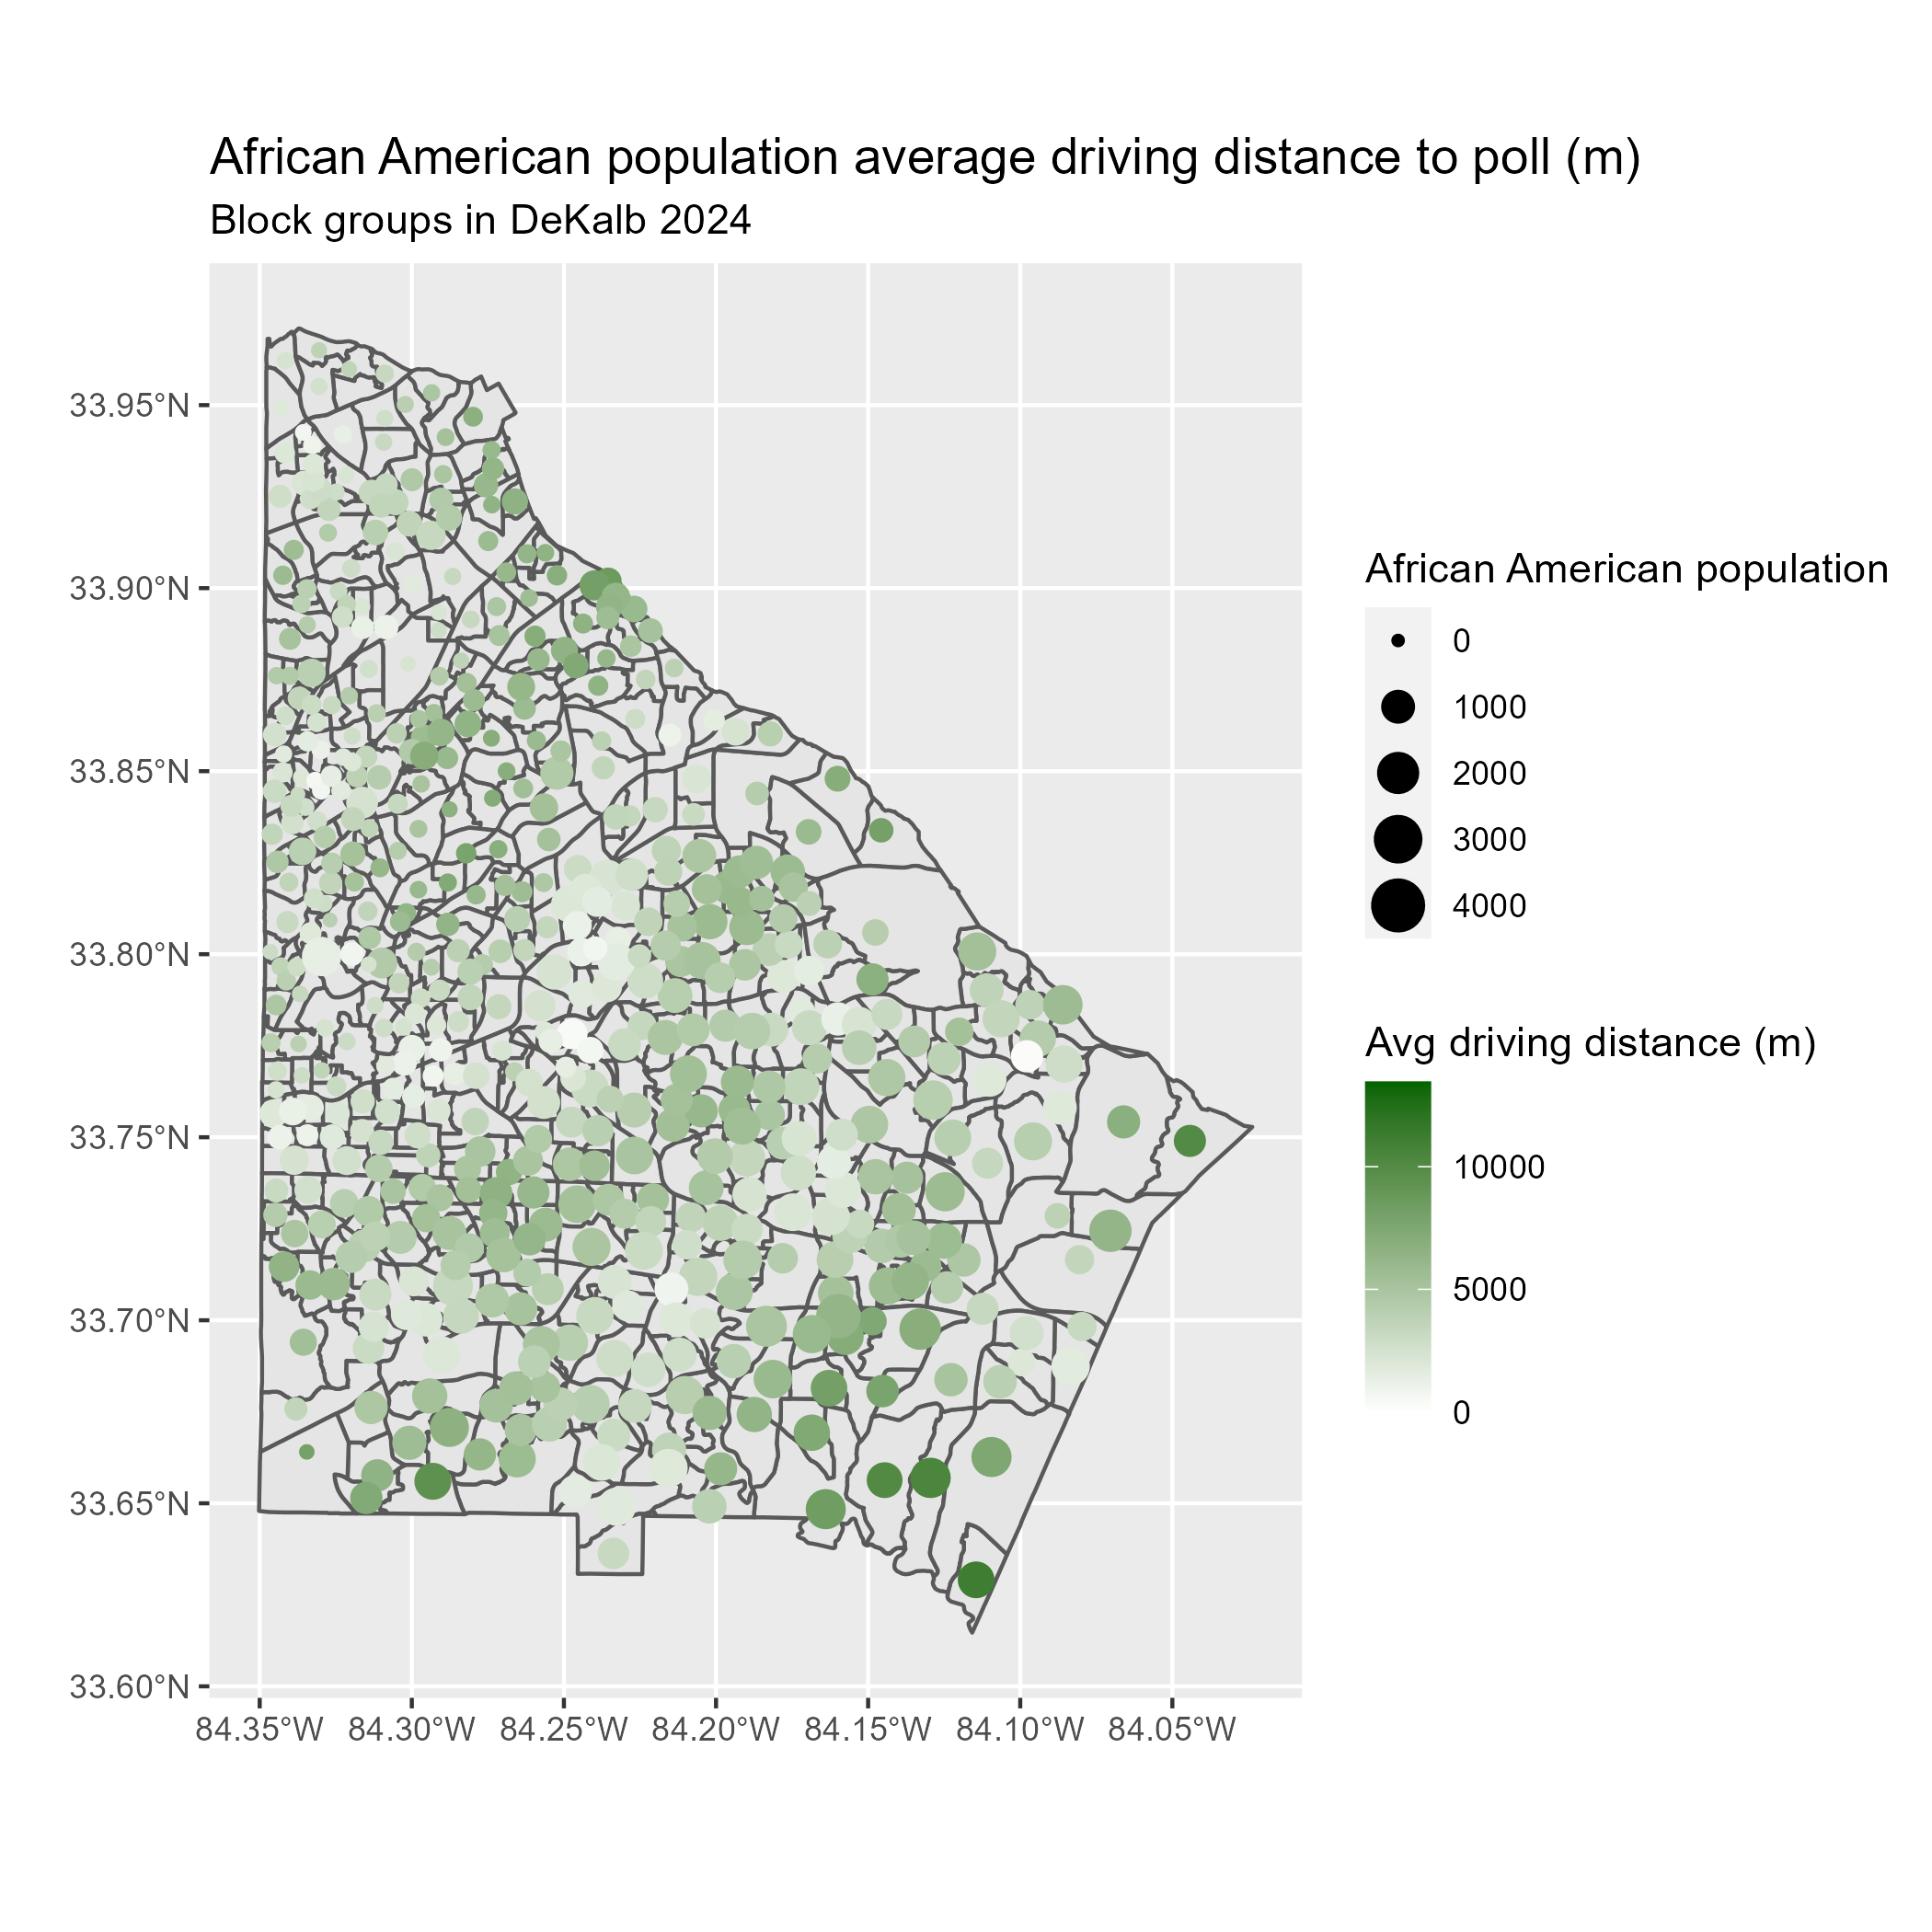 African American population average driving distance to poll (m)
Block groups in DeKalb 2024
33.95°N
33.90°N
33.85°N
33.80°N
33.75°N
33.70°N
33.65°N
33.60°N
84.35°W 84.30°W 84.25°W 84.20°W 84.15°W 84.10°W 84.05°W
African American population
0
1000
2000
3000
4000
Avg driving distance (m)
10000
5000
0